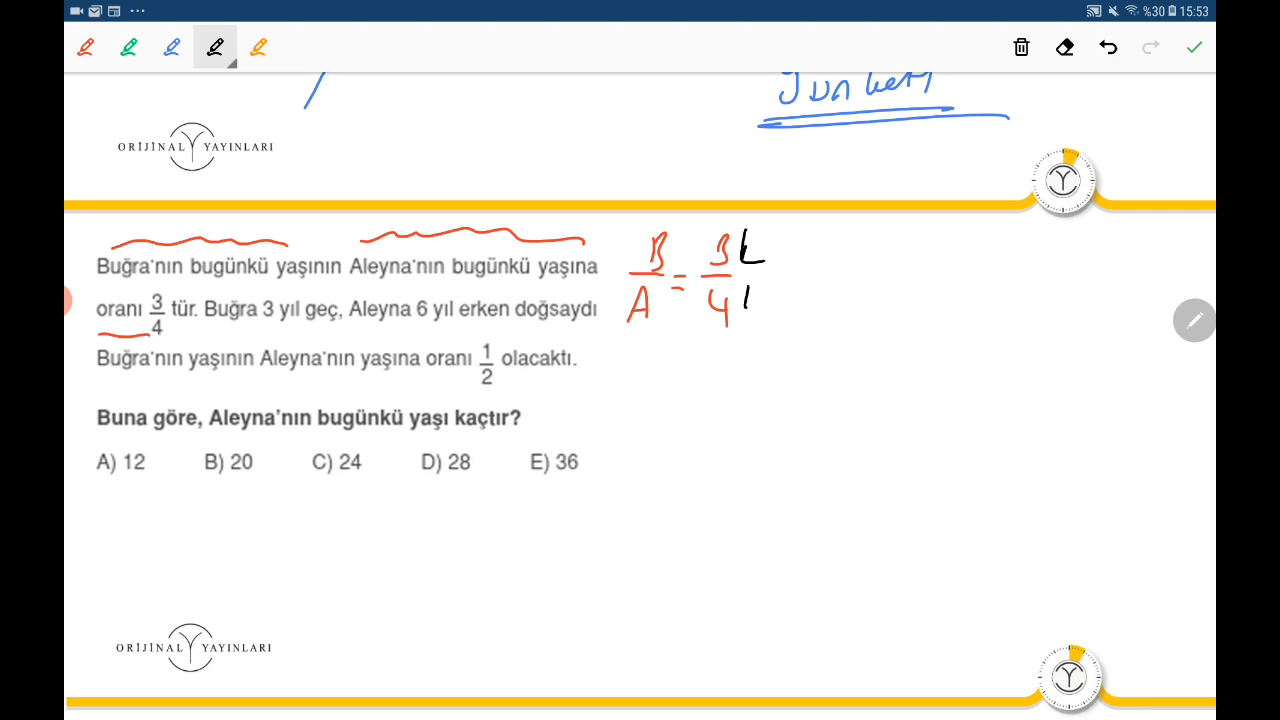 %30 15:53
ORİJİNAL YAYINLARI
Buğra'nın bugünkü yaşının Aleyna'nın bugünkü yaşına
oranı 3/4 tür. Buğra 3 yıl geç, Aleyna 6 yıl erken doğsaydı
Buğra'nın yaşının Aleyna'nın yaşına oranı 1/2 olacaktı.
B/A = 3/4
Buna göre, Aleyna'nın bugünkü yaşı kaçtır?
A) 12 B) 20 C) 24 D) 28 E) 36
ORİJİNAL YAYINLARI